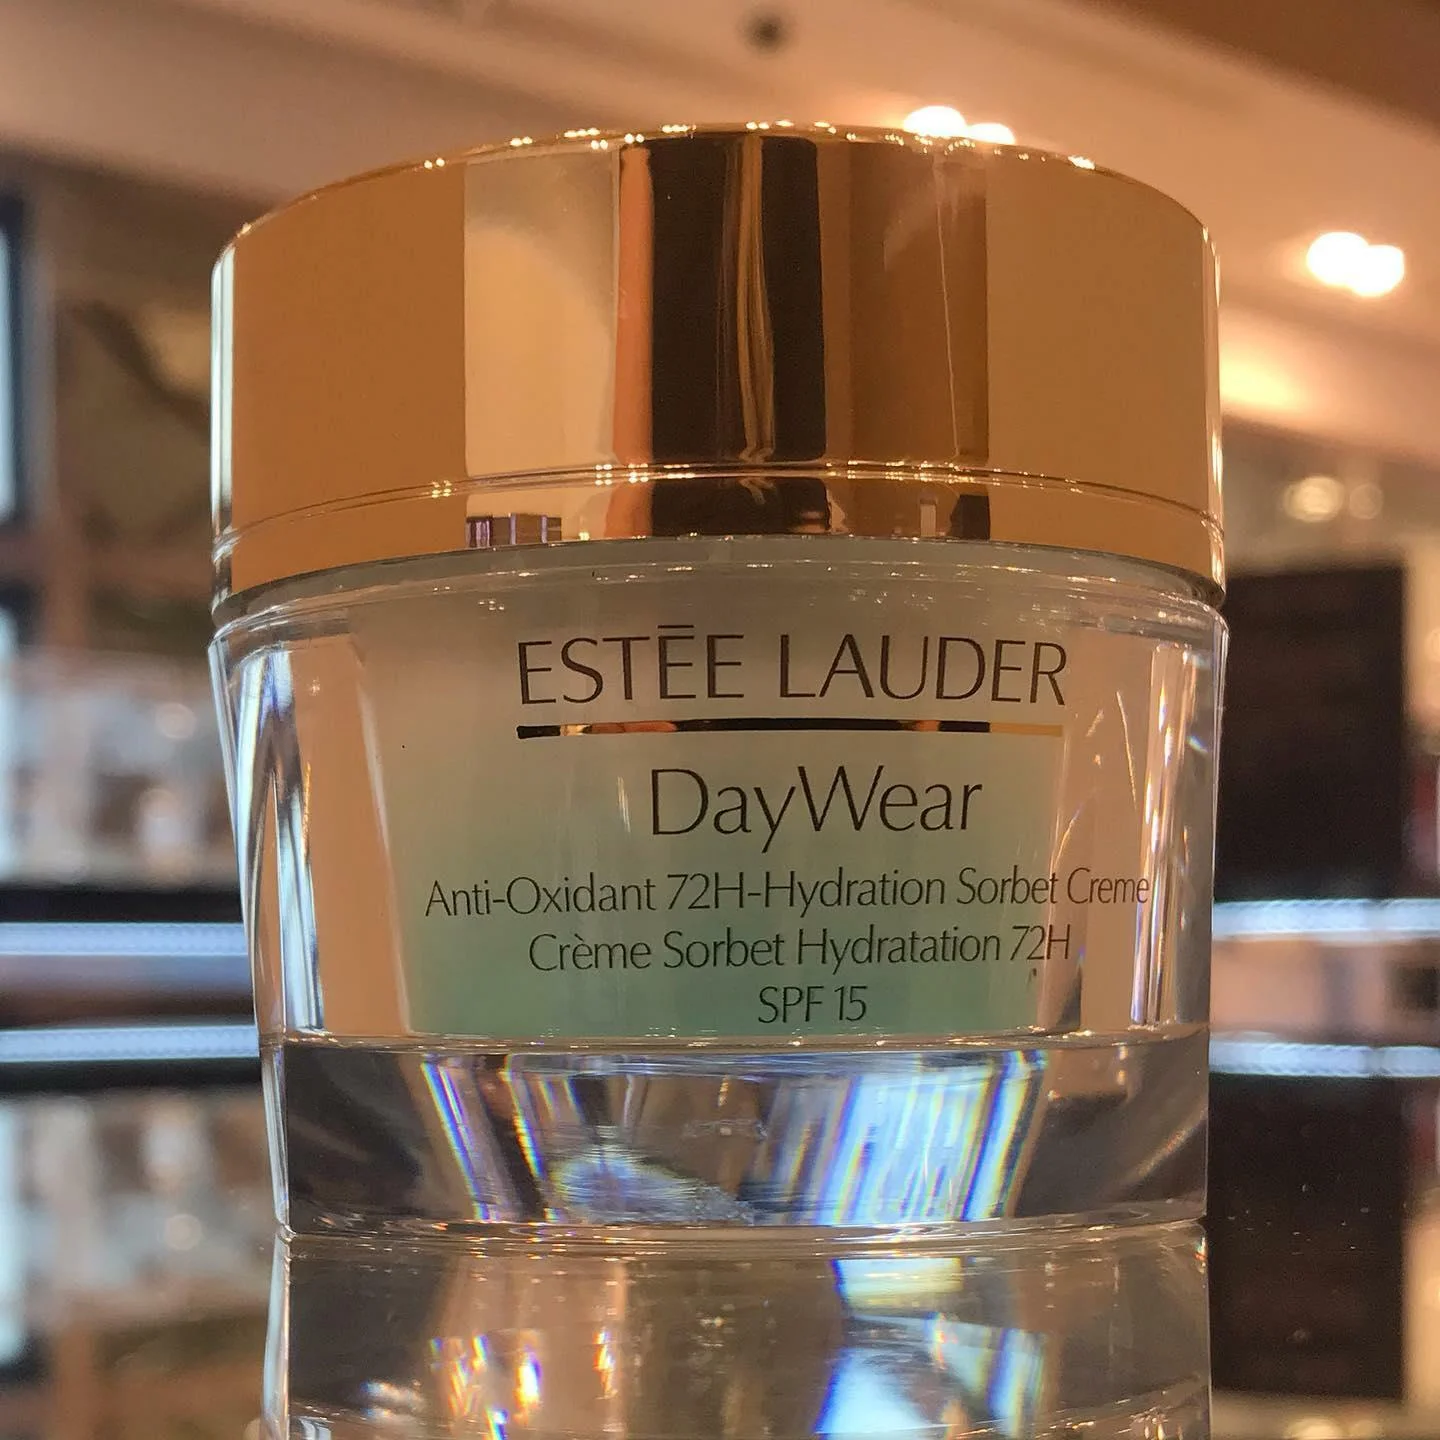 ESTĒE LAUDER
DayWear
Anti-Oxidant 72H-Hydration Sorbet Creme
Crème Sorbet Hydratation 72H
SPF 15